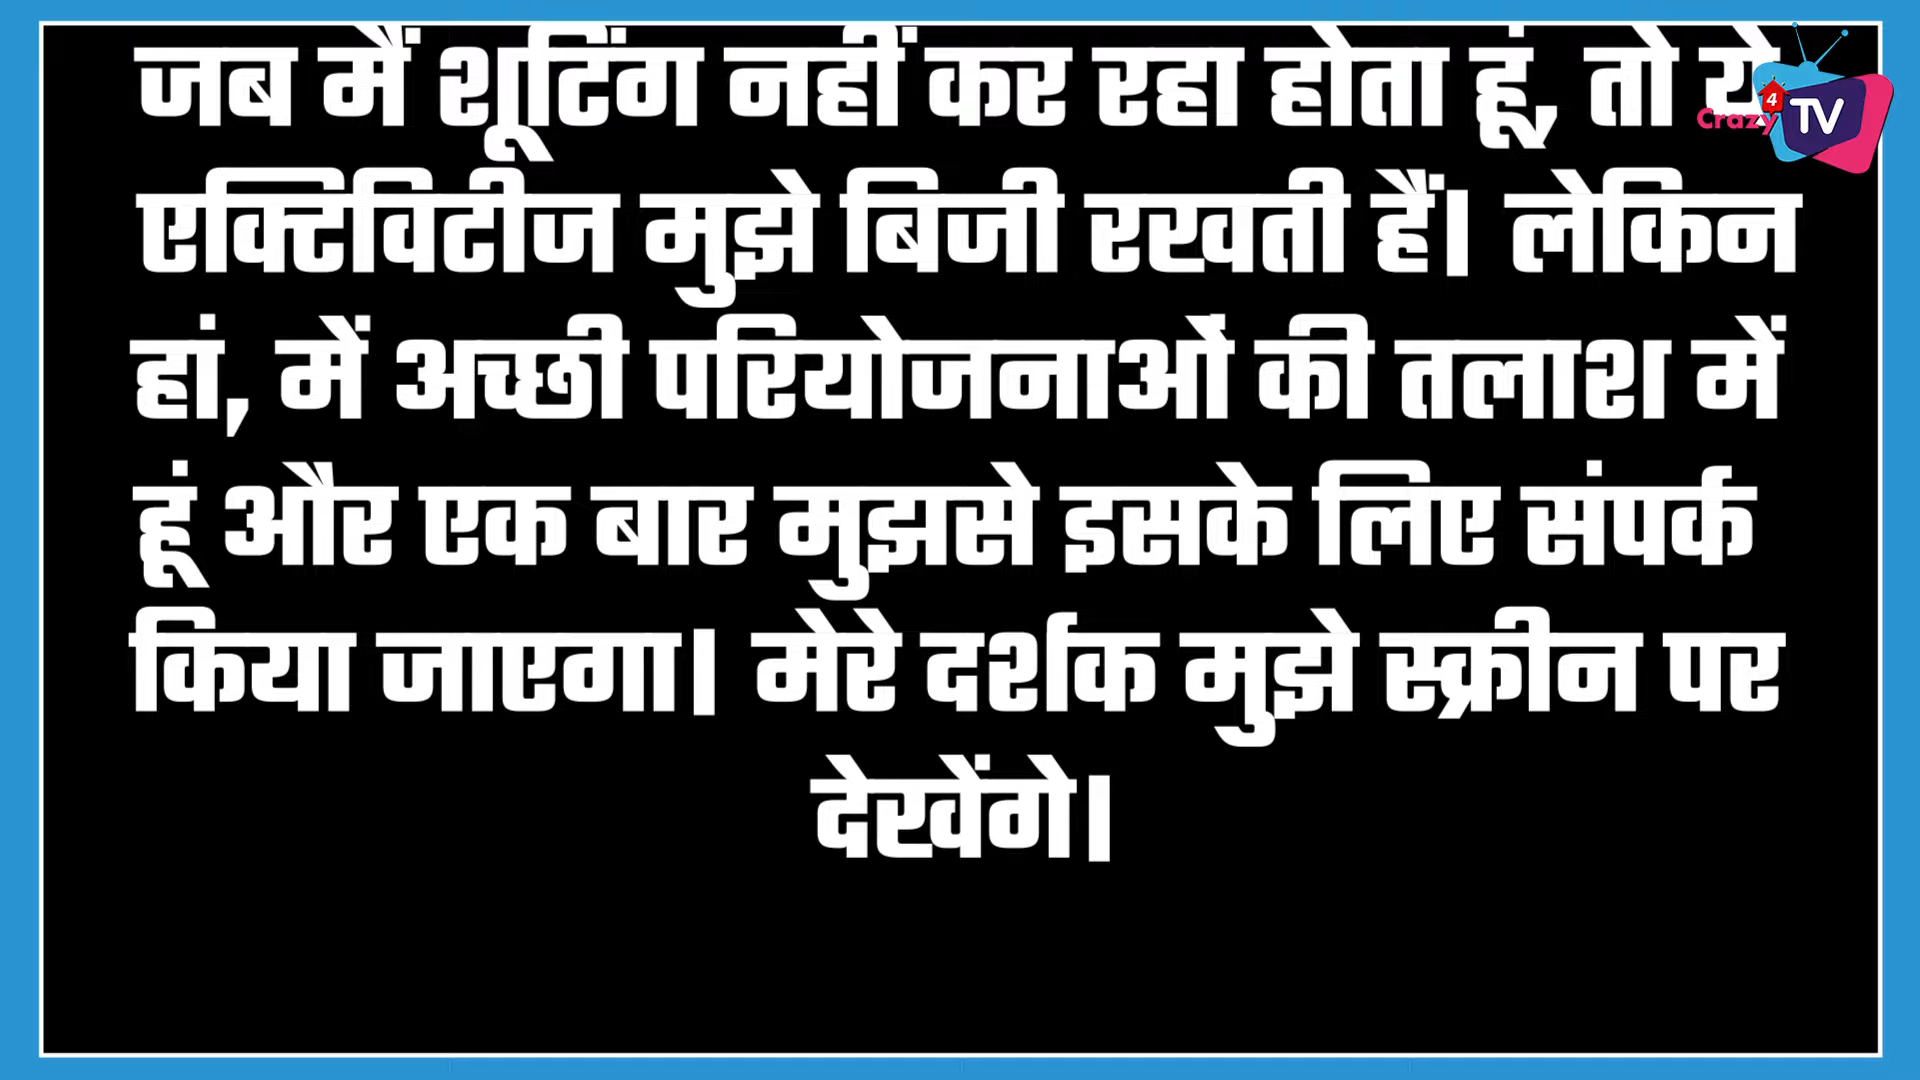 जब मैं शूटिंग नहीं कर रहा होता हूं, तो ये
एक्टिविटीज मुझे बिजी रखती हैं। लेकिन
हां, में अच्छी परियोजनाओं की तलाश में
हूं और एक बार मुझसे इसके लिए संपर्क
किया जाएगा। मेरे दर्शक मुझे स्क्रीन पर
देखेंगे।
Crazy 4 TV